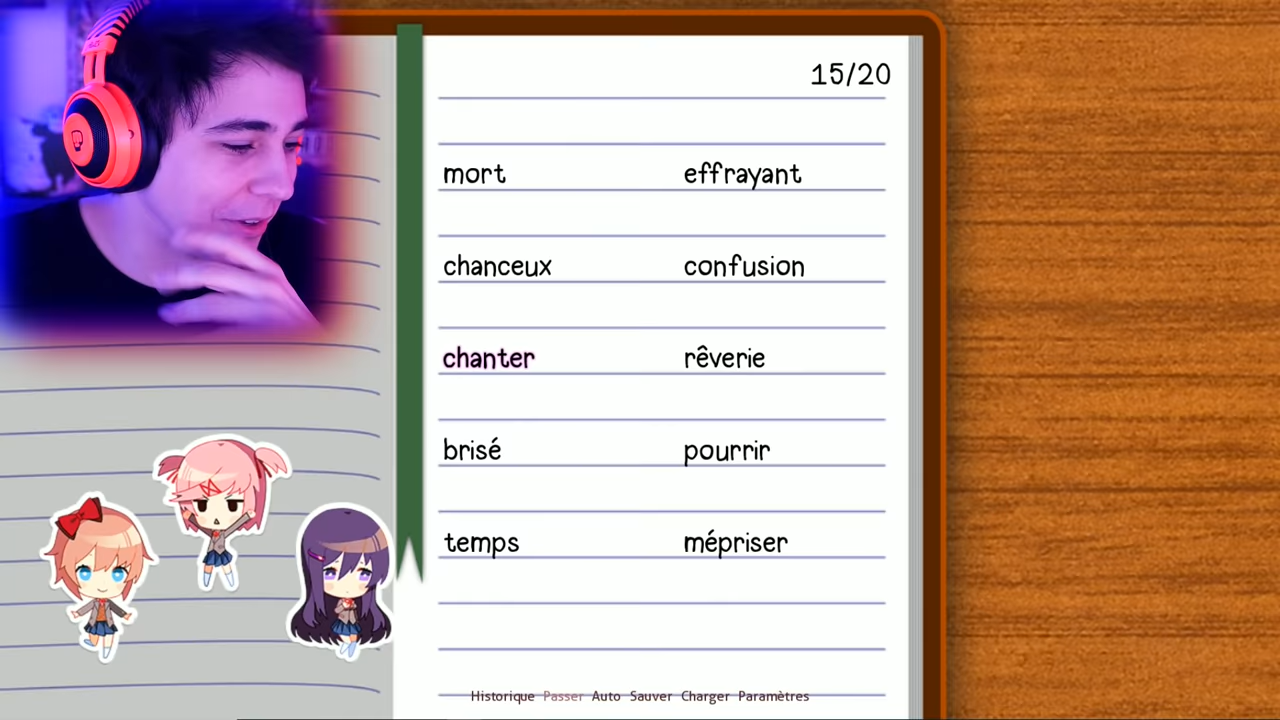 15/20
mort effrayant
chanceux confusion
chanter rêverie
brisé pourrir
temps mépriser
Historique Passer Auto Sauver Charger Paramètres